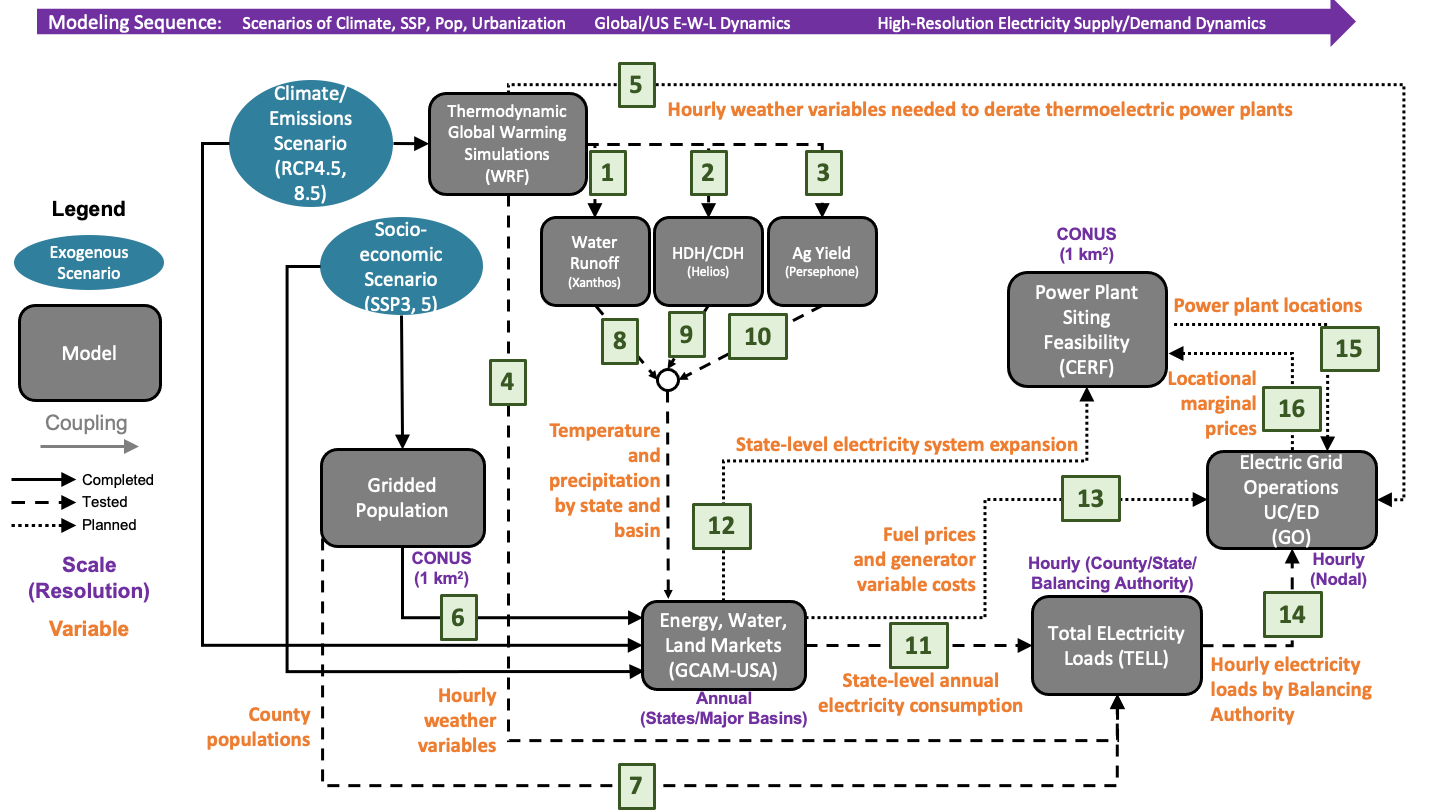 Modeling Sequence: Scenarios of Climate, SSP, Pop, Urbanization Global/US E-W-L Dynamics High-Resolution Electricity Supply/Demand Dynamics
Climate/
Emissions
Scenario
(RCP4.5,
8.5)
Thermodynamic
Global Warming
Simulations
(WRF)
5
Hourly weather variables needed to derate thermoelectric power plants
1
2
3
Legend
Exogenous
Scenario
Model
Coupling
Completed
Tested
Planned
Scale
(Resolution)
Variable
Socio-
economic
Scenario
(SSP3, 5)
Water
Runoff
(Xanthos)
HDH/CDH
(Helios)
Ag Yield
(Persephone)
8
9
10
4
CONUS
(1 km²)
Power Plant
Siting
Feasibility
(CERF)
Power plant locations
15
Locational
marginal
prices
16
Temperature
and
precipitation
by state and
basin
State-level electricity system expansion
12
13
Fuel prices
and generator
variable costs
Electric Grid
Operations
UC/ED
(GO)
Hourly
(Nodal)
Gridded
Population
CONUS
(1 km²)
6
Energy, Water,
Land Markets
(GCAM-USA)
Annual
(States/Major Basins)
11
State-level annual
electricity consumption
Hourly (County/State/
Balancing Authority)
Total ELectricity
Loads (TELL)
14
Hourly electricity
loads by Balancing
Authority
County
populations
Hourly
weather
variables
7